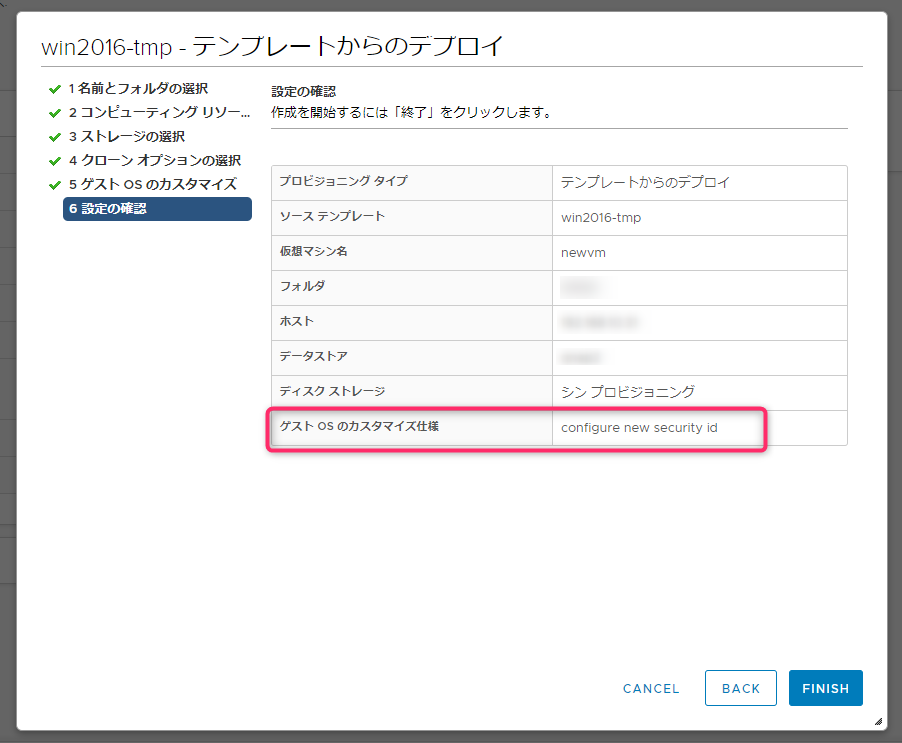 win2016-tmp - テンプレートからのデプロイ
1 名前とフォルダの選択
2 コンピューティング リソー...
3 ストレージの選択
4 クローン オプションの選択
5 ゲスト OS のカスタマイズ
6 設定の確認
設定の確認
作成を開始するには「終了」をクリックします。
プロビジョニング タイプ テンプレートからのデプロイ
ソース テンプレート win2016-tmp
仮想マシン名 newvm
フォルダ
ホスト
データストア
ディスク ストレージ シン プロビジョニング
ゲスト OS のカスタマイズ仕様 configure new security id
CANCEL BACK FINISH